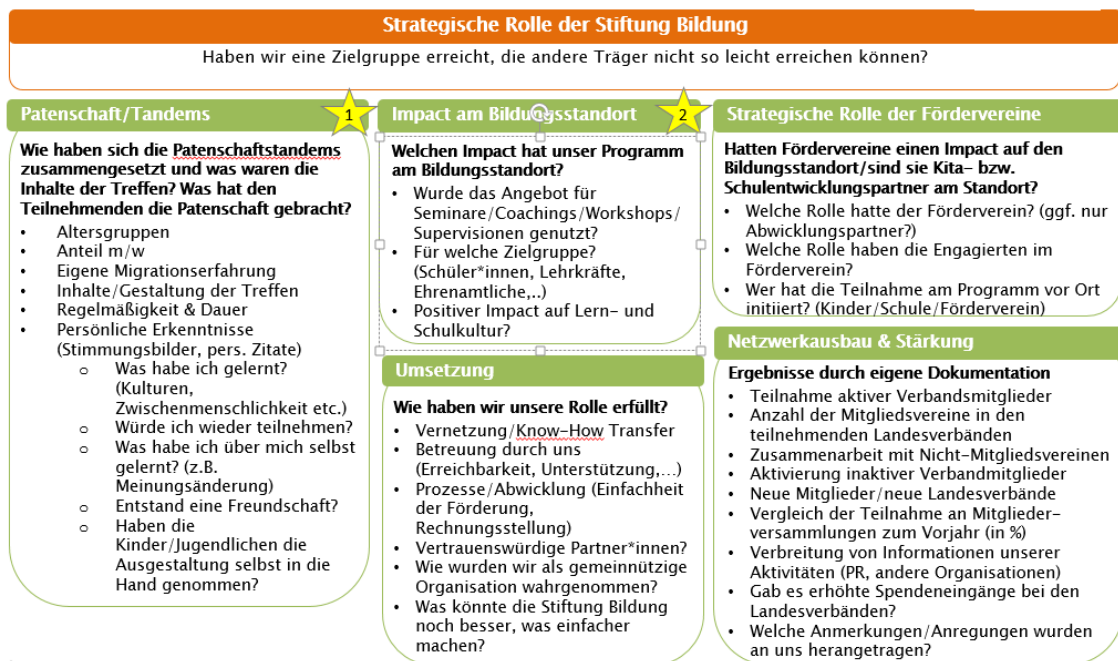 Strategische Rolle der Stiftung Bildung
Haben wir eine Zielgruppe erreicht, die andere Träger nicht so leicht erreichen können?
Patenschaft/Tandems
1
Wie haben sich die Patenschaftstandems
zusammengesetzt und was waren die
Inhalte der Treffen? Was hat den
Teilnehmenden die Patenschaft gebracht?
• Altersgruppen
• Anteil m/w
• Eigene Migrationserfahrung
• Inhalte/Gestaltung der Treffen
• Regelmäßigkeit & Dauer
• Persönliche Erkenntnisse
(Stimmungsbilder, pers. Zitate)
o Was habe ich gelernt?
(Kulturen,
Zwischenmenschlichkeit etc.)
o Würde ich wieder teilnehmen?
o Was habe ich über mich selbst
gelernt? (z.B.
Meinungsänderung)
o Entstand eine Freundschaft?
o Haben die
Kinder/Jugendlichen die
Ausgestaltung selbst in die
Hand genommen?
Impact am Bildungsstandort
2
Welchen Impact hat unser Programm
am Bildungsstandort?
• Wurde das Angebot für
Seminare/Coachings/Workshops/
Supervisionen genutzt?
• Für welche Zielgruppe?
(Schüler*innen, Lehrkräfte,
Ehrenamtliche,..)
• Positiver Impact auf Lern- und
Schulkultur?
Umsetzung
Wie haben wir unsere Rolle erfüllt?
• Vernetzung/Know-How Transfer
• Betreuung durch uns
(Erreichbarkeit, Unterstützung,…)
• Prozesse/Abwicklung (Einfachheit
der Förderung,
Rechnungsstellung)
• Vertrauenswürdige Partner*innen?
• Wie wurden wir als gemeinnützige
Organisation wahrgenommen?
• Was könnte die Stiftung Bildung
noch besser, was einfacher
machen?
Strategische Rolle der Fördervereine
Hatten Fördervereine einen Impact auf den
Bildungsstandort/sind sie Kita- bzw.
Schulentwicklungspartner am Standort?
• Welche Rolle hatte der Förderverein? (ggf. nur
Abwicklungspartner?)
• Welche Rolle haben die Engagierten im
Förderverein?
• Wer hat die Teilnahme am Programm vor Ort
initiiert? (Kinder/Schule/Förderverein)
Netzwerkausbau & Stärkung
Ergebnisse durch eigene Dokumentation
• Teilnahme aktiver Verbandsmitglieder
• Anzahl der Mitgliedsvereine in den
teilnehmenden Landesverbänden
• Zusammenarbeit mit Nicht-Mitgliedsvereinen
• Aktivierung inaktiver Verbandmitglieder
• Neue Mitglieder/neue Landesverbände
• Vergleich der Teilnahme an Mitglieder-
versammlungen zum Vorjahr (in %)
• Verbreitung von Informationen unserer
Aktivitäten (PR, andere Organisationen)
• Gab es erhöhte Spendeneingänge bei den
Landesverbänden?
• Welche Anmerkungen/Anregungen wurden
an uns herangetragen?